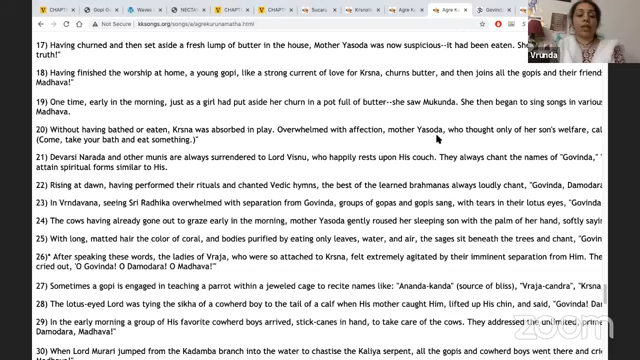 CHAPT
Gopi G
Waves
NECTA
CHAPT
CHAPT
Sucala
Krsnela
Agre K
Agre K
Govind
kksongs.org/songs/a/agrekurunamatha.html
Vrunda
17) Having churned and then set aside a fresh lump of butter in the house, Mother Yasoda was now suspicious--it had been eaten.
truth!"
18) Having finished the worship at home, a young gopi, like a strong current of love for Krsna, churns butter, and then joins all the gopis and their friends
Madhava!"
19) One time, early in the morning, just as a girl had put aside her churn in a pot full of butter--she saw Mukunda. She then began to sing songs in various
Madhava.
20) Without having bathed or eaten, Krsna was absorbed in play. Overwhelmed with affection, mother Yasoda, who thought only of her son's welfare, cal
(Come, take your bath and eat something.)"
21) Devarsi Narada and other munis are always surrendered to Lord Visnu, who happily rests upon His couch. They always chant the names of "Govinda,"
attain spiritual forms similar to His.
22) Rising at dawn, having performed their rituals and chanted Vedic hymns, the best of the learned brahmanas always loudly chant, "Govinda, Damodara
23) In Vrndavana, seeing Sri Radhika overwhelmed with separation from Govinda, groups of gopas and gopis sang, with tears in their lotus eyes, "Govinda
24) The cows having already gone out to graze early in the morning, mother Yasoda gently roused her sleeping son with the palm of her hand, softly sayin
25) With long, matted hair the color of coral, and bodies purified by eating only leaves, water, and air, the sages sit beneath the trees and chant, "Govin
26)* After speaking these words, the ladies of Vraja, who were so attached to Krsna, felt extremely agitated by their imminent separation from Him. The
cried out, 'O Govinda! O Damodara! O Madhava!'"
27) Sometimes a gopi is engaged in teaching a parrot within a jeweled cage to recite names like: "Ananda-kanda" (source of bliss), "Vraja-candra", "Krsna
28) The lotus-eyed Lord was tying the sikha of a cowherd boy to the tail of a calf when His mother caught Him, lifted up His chin, and said, "Govinda! Da
29) In the early morning a group of His favorite cowherd boys arrived, stick-canes in hand, to take care of the cows. They addressed the unlimited, prime
Damodara, Madhava!"
30) When Lord Murari jumped from the Kadamba branch into the water to chastise the Kaliya serpent, all the gopis and cowherd boys went there and cri
zoom